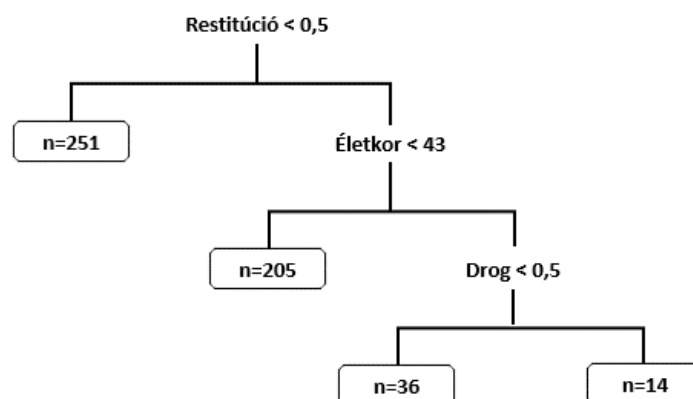 Restitúció < 0,5
n=251
Életkor < 43
n=205
Drog < 0,5
n=36
n=14